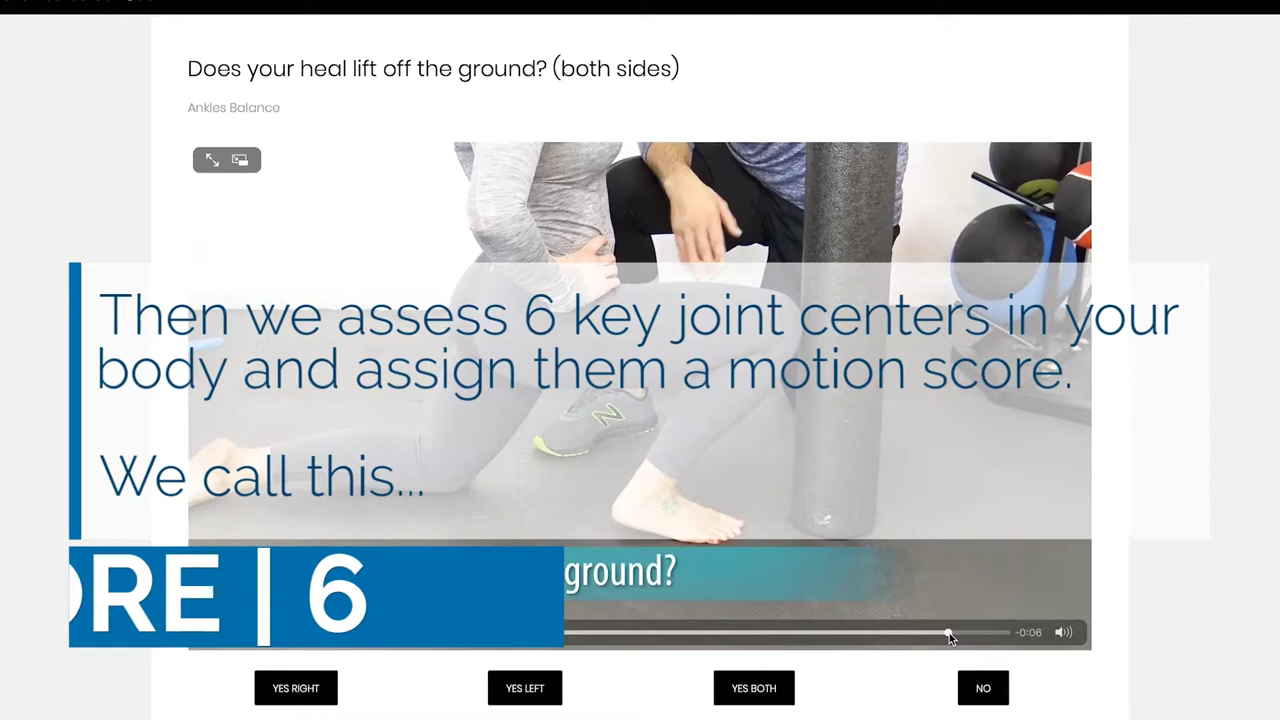 Does your heal lift off the ground? (both sides)
Ankles Balance
Then we assess 6 key joint centers in your
body and assign them a motion score.
We call this...
ORE | 6
ground?
-0:06
YES RIGHT
YES LEFT
YES BOTH
NO